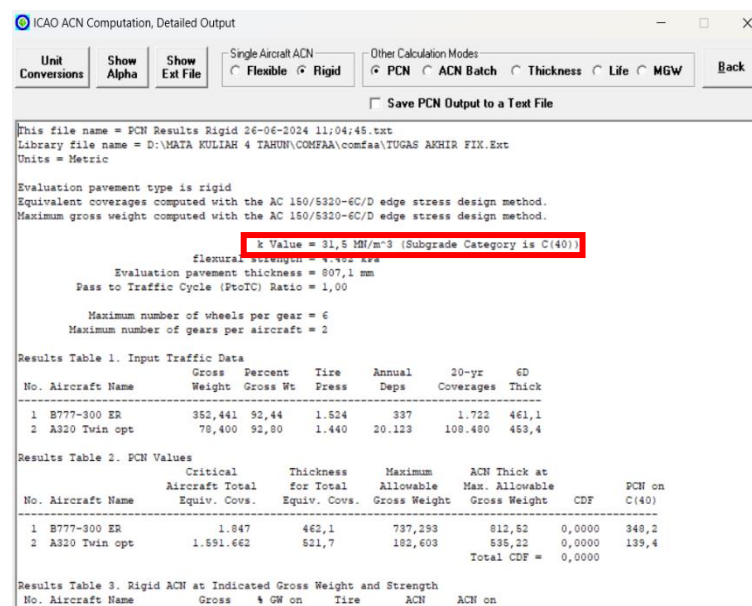 ICAO ACN Computation, Detailed Output
Unit Conversions
Show Alpha
Show Ext File
Single Aircraft ACN
Flexible Rigid
Other Calculation Modes
PCN ACN Batch Thickness Life MGW
Back
Save PCN Output to a Text File
This file name = PCN Results Rigid 26-06-2024 11;04;45.txt
Library file name = D:\MATA KULIAH 4 TAHUN\COMFAA\comfaa\TUGAS AKHIR FIX.Ext
Units = Metric
Evaluation pavement type is rigid
Equivalent coverages computed with the AC 150/5320-6C/D edge stress design method.
Maximum gross weight computed with the AC 150/5320-6C/D edge stress design method.
k Value = 31,5 MN/m^3 (Subgrade Category is C(40))
flexural strength = 4.482 kPa
Evaluation pavement thickness = 807,1 mm
Pass to Traffic Cycle (PtoTC) Ratio = 1,00
Maximum number of wheels per gear = 6
Maximum number of gears per aircraft = 2
Results Table 1. Input Traffic Data
Gross Percent Tire Annual 20-yr 6D
No. Aircraft Name Weight Gross Wt Press Deps Coverages Thick
1 B777-300 ER 352,441 92,44 1.524 337 1.722 461,1
2 A320 Twin opt 78,400 92,80 1.440 20.123 108.480 453,4
Results Table 2. PCN Values
Critical Thickness Maximum ACN Thick at
Aircraft Total for Total Allowable Max. Allowable PCN on
No. Aircraft Name Equiv. Covs. Equiv. Covs. Gross Weight Gross Weight CDF C(40)
1 B777-300 ER 1.847 462,1 737,293 812,52 0,0000 348,2
2 A320 Twin opt 1.591.662 521,7 182,603 535,22 0,0000 139,4
Total CDF = 0,0000
Results Table 3. Rigid ACN at Indicated Gross Weight and Strength
No. Aircraft Name Gross % GW on Tire ACN ACN on